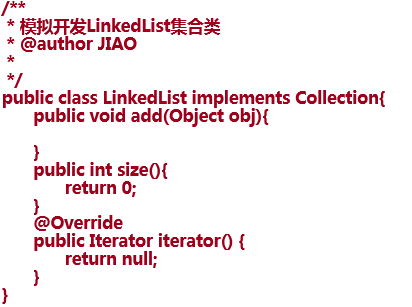 /**
 * 模拟开发LinkedList集合类
 * @author JIAO
 *
 */
public class LinkedList implements Collection{
    public void add(Object obj){

    }
    public int size(){
        return 0;
    }
    @Override
    public Iterator iterator() {
        return null;
    }
}